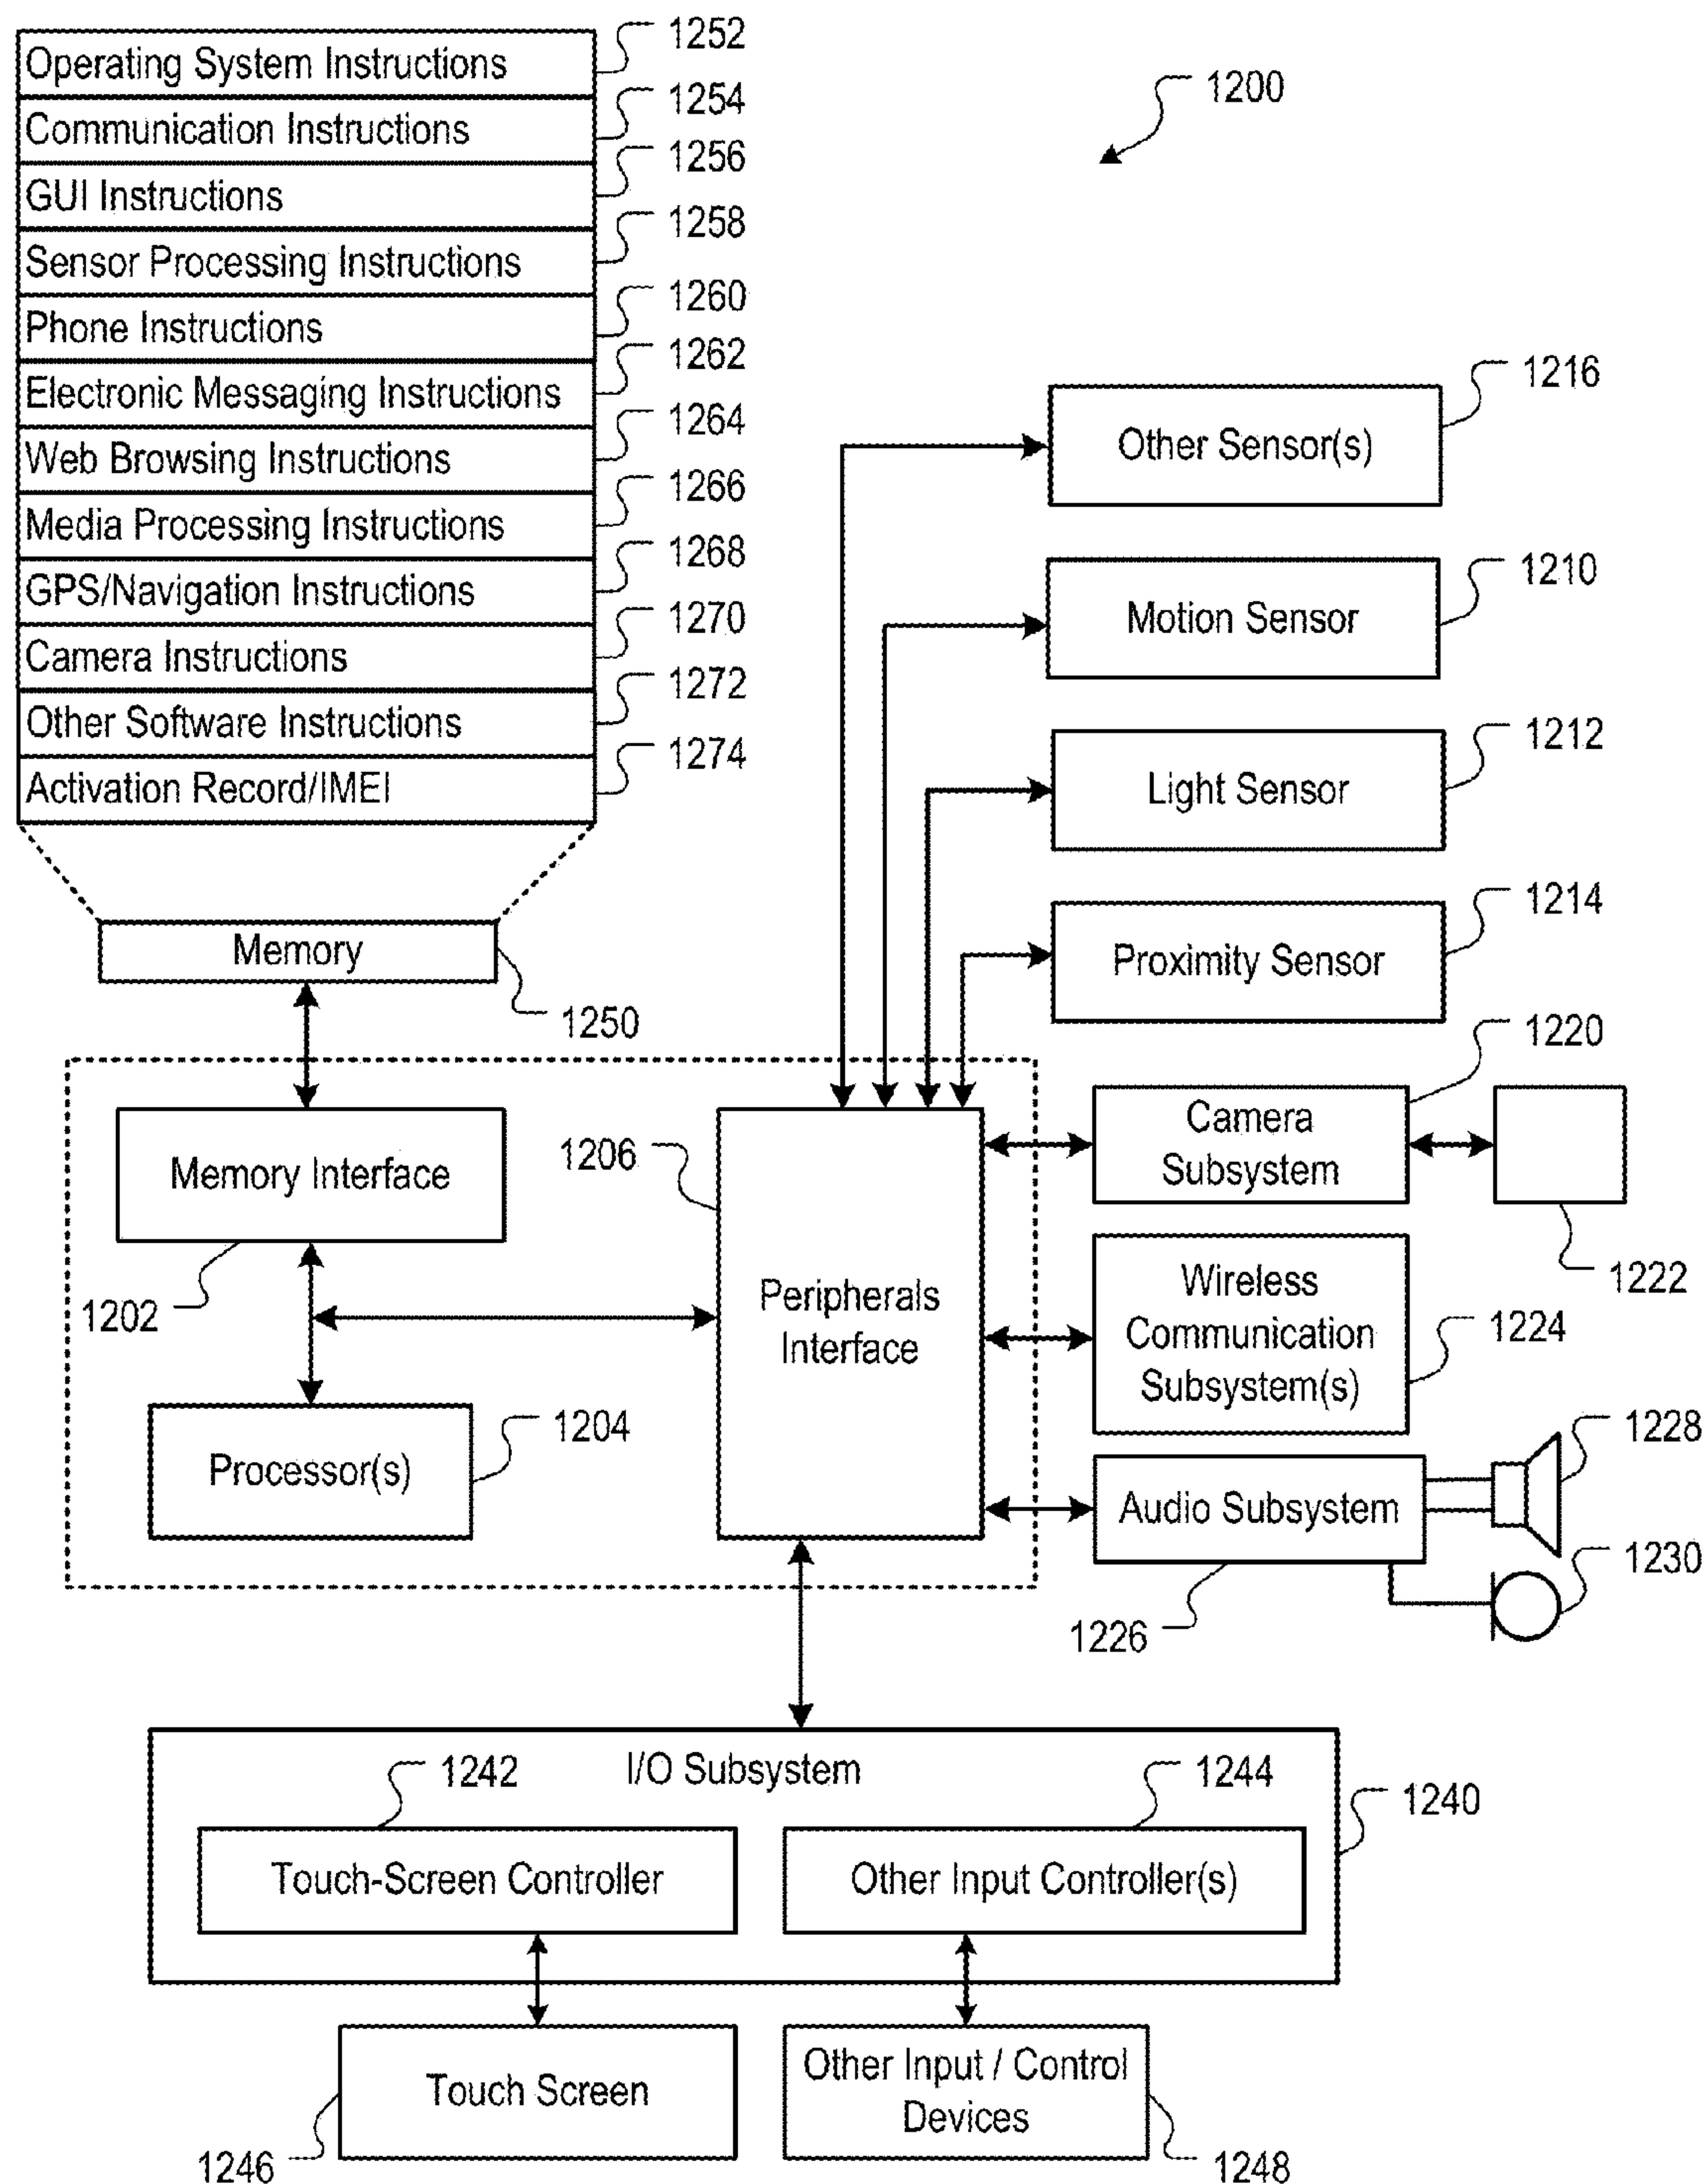 1252
Operating System Instructions
1254
Communication Instructions
1256
GUI Instructions
1258
Sensor Processing Instructions
1260
Phone Instructions
1262
Electronic Messaging Instructions
1264
Web Browsing Instructions
1266
Media Processing Instructions
1268
GPS/Navigation Instructions
1270
Camera Instructions
1272
Other Software Instructions
1274
Activation Record/IMEI
1200
Memory
1250
1216
Other Sensor(s)
1210
Motion Sensor
1212
Light Sensor
1214
Proximity Sensor
1220
Camera
Subsystem
1222
Memory Interface
1202
1206
Peripherals
Interface
Wireless
Communication
Subsystem(s)
1224
Processor(s)
1204
Audio Subsystem
1228
1230
1226
I/O Subsystem
1242
1244
1240
Touch-Screen Controller
Other Input Controller(s)
Touch Screen
1246
Other Input / Control
Devices
1248